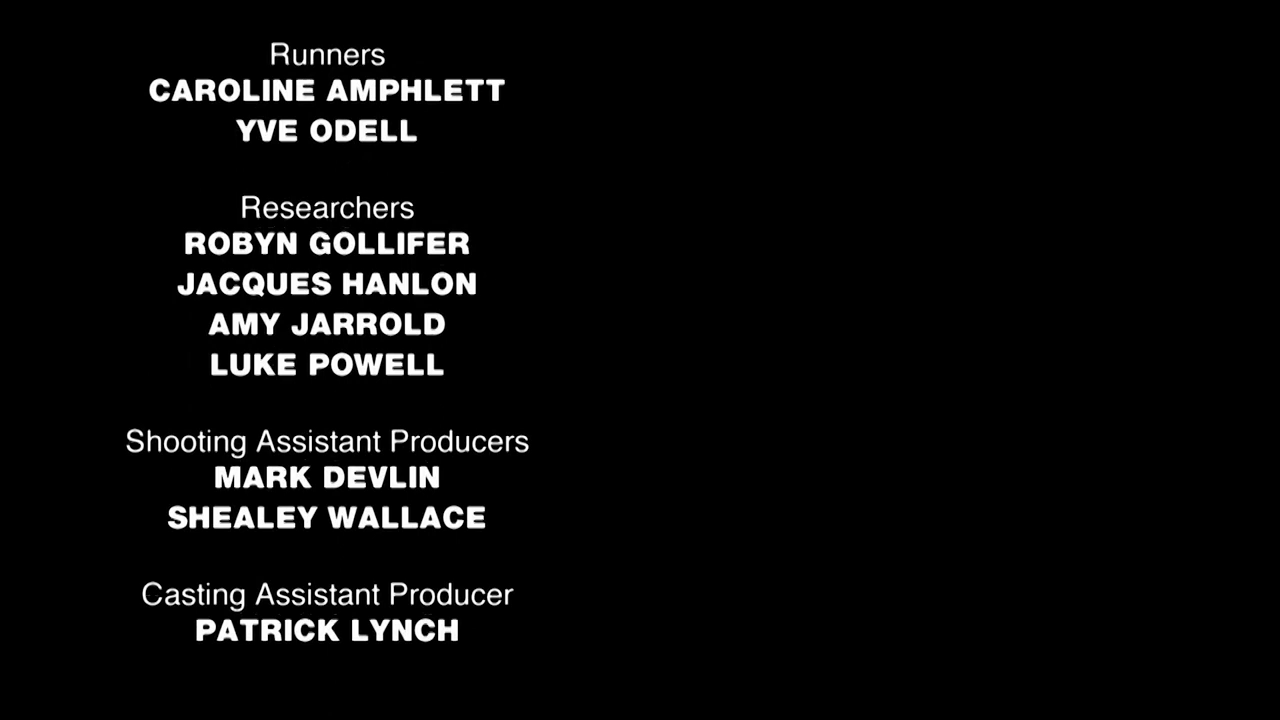 Runners
CAROLINE AMPHLETT
YVE ODELL
Researchers
ROBYN GOLLIFER
JACQUES HANLON
AMY JARROLD
LUKE POWELL
Shooting Assistant Producers
MARK DEVLIN
SHEALEY WALLACE
Casting Assistant Producer
PATRICK LYNCH